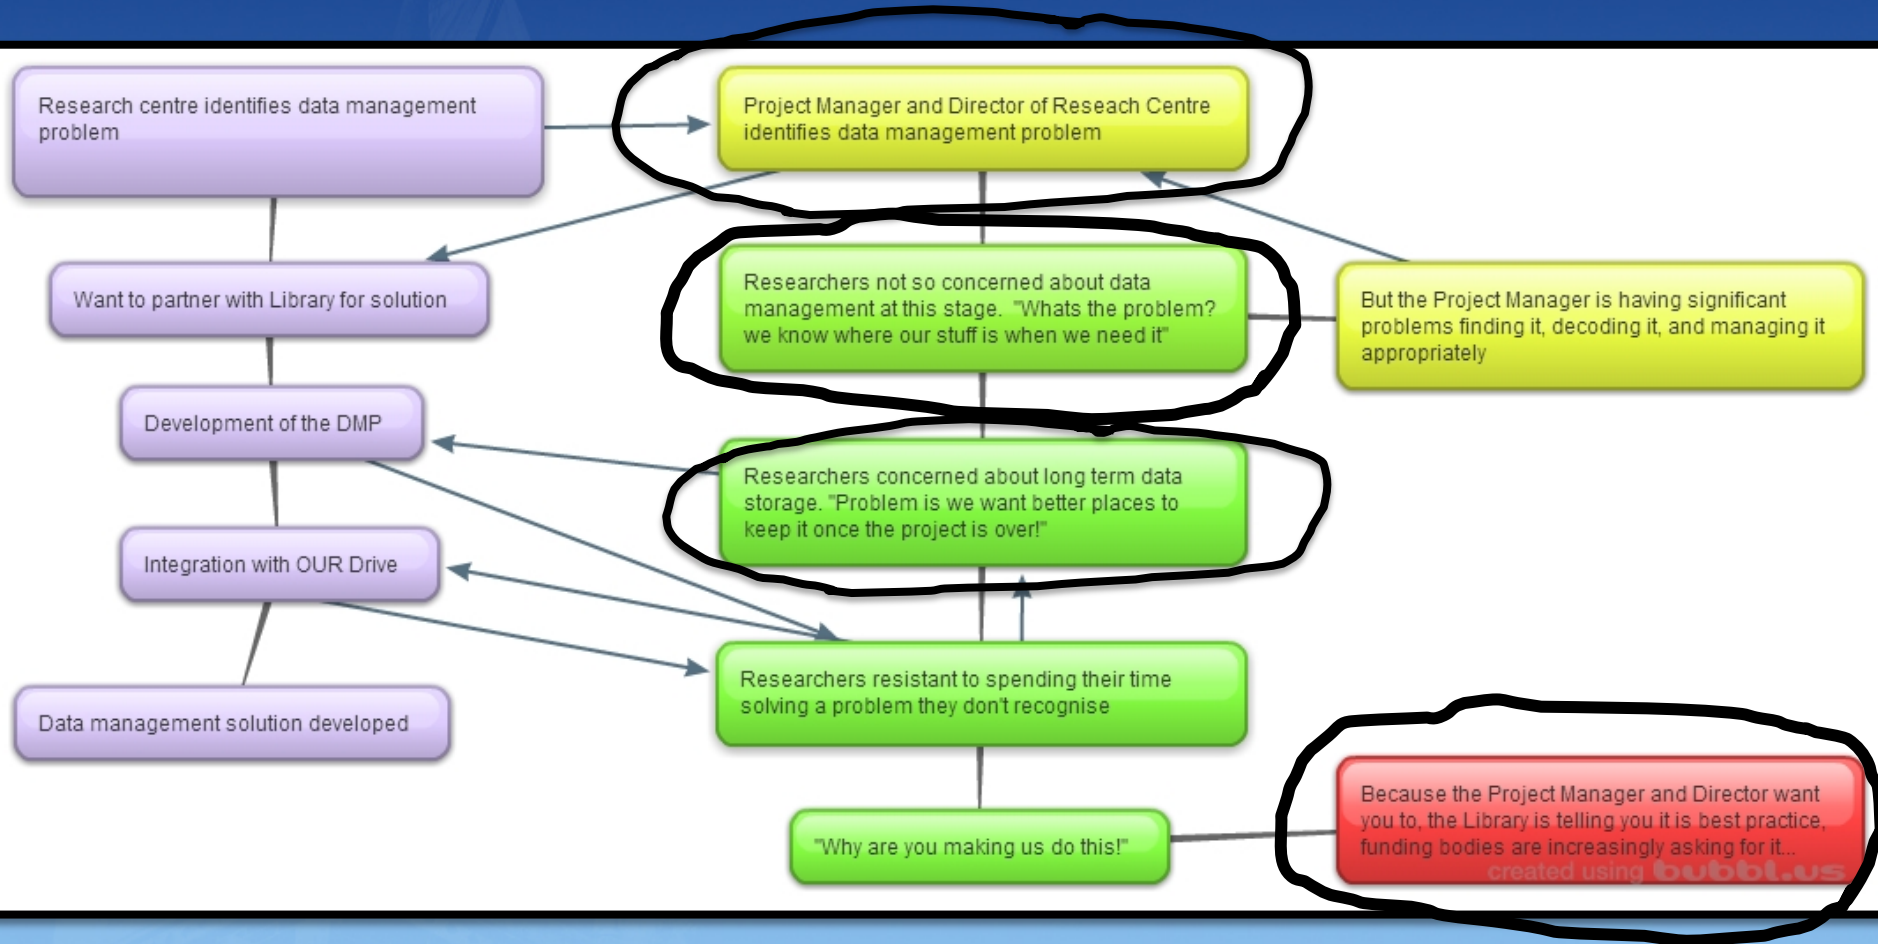 Research centre identifies data management
problem
Project Manager and Director of Reseach Centre
identifies data management problem
Want to partner with Library for solution
Researchers not so concerned about data
management at this stage. "Whats the problem?
we know where our stuff is when we need it"
But the Project Manager is having significant
problems finding it, decoding it, and managing it
appropriately
Development of the DMP
Researchers concerned about long term data
storage. "Problem is we want better places to
keep it once the project is over!"
Integration with OUR Drive
Researchers resistant to spending their time
solving a problem they don't recognise
Data management solution developed
"Why are you making us do this!"
Because the Project Manager and Director want
you to, the Library is telling you it is best practice,
funding bodies are increasingly asking for it...
created using bubbl.us